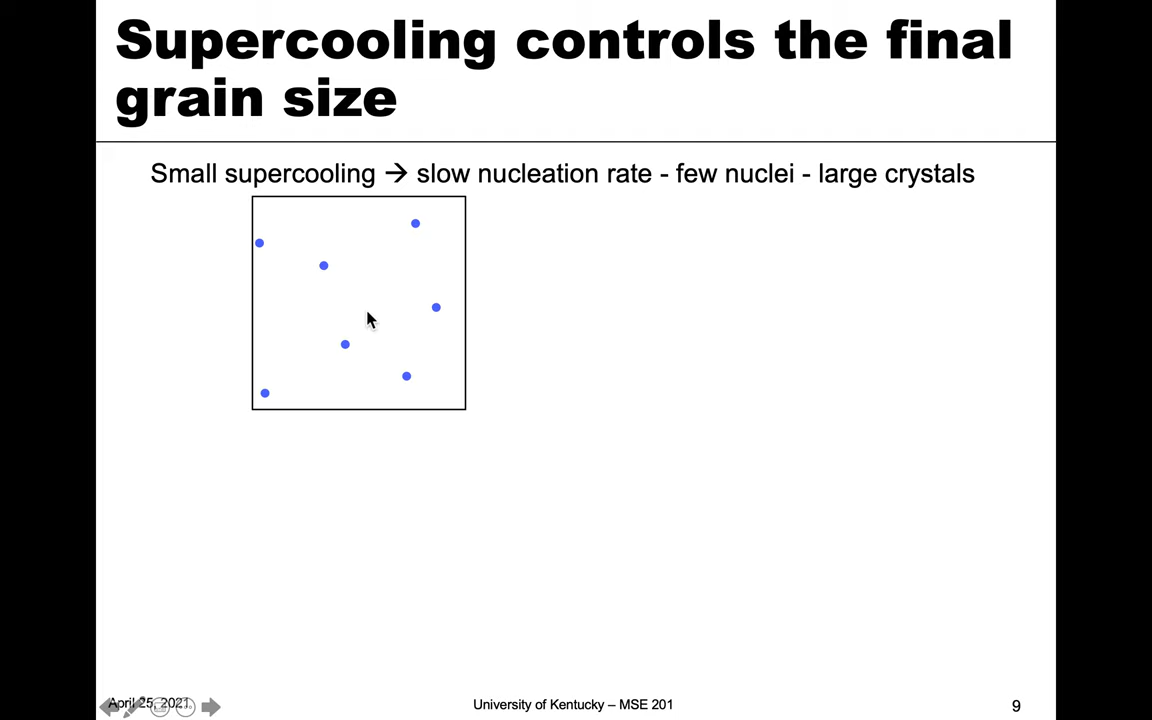 Supercooling controls the final
grain size
Small supercooling → slow nucleation rate - few nuclei - large crystals
April 25, 2021
University of Kentucky – MSE 201
9